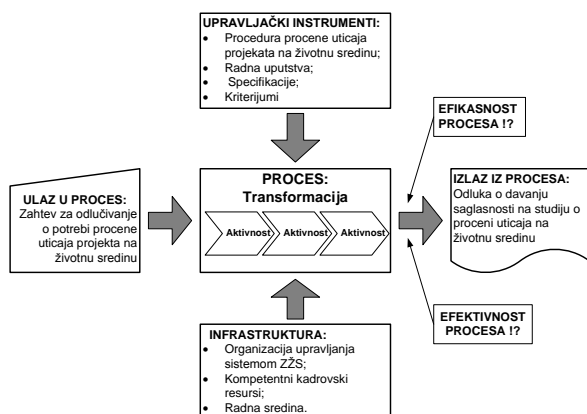 UPRAVLJAČKI INSTRUMENTI:
• Procedura procene uticaja
projekata na životnu sredinu;
• Radna uputstva;
• Specifikacije;
• Kriterijumi
EFIKASNOST
PROCESA !?
ULAZ U PROCES:
Zahtev za odlučivanje
o potrebi procene
uticaja projekta na
životnu sredinu
PROCES:
Transformacija
Aktivnost
Aktivnost
Aktivnost
IZLAZ IZ PROCESA:
Odluka o davanju
saglasnosti na studiju o
proceni uticaja na
životnu sredinu
EFEKTIVNOST
PROCESA !?
INFRASTRUKTURA:
• Organizacija upravljanja
sistemom ZŽS;
• Kompetentni kadrovski
resursi;
• Radna sredina.